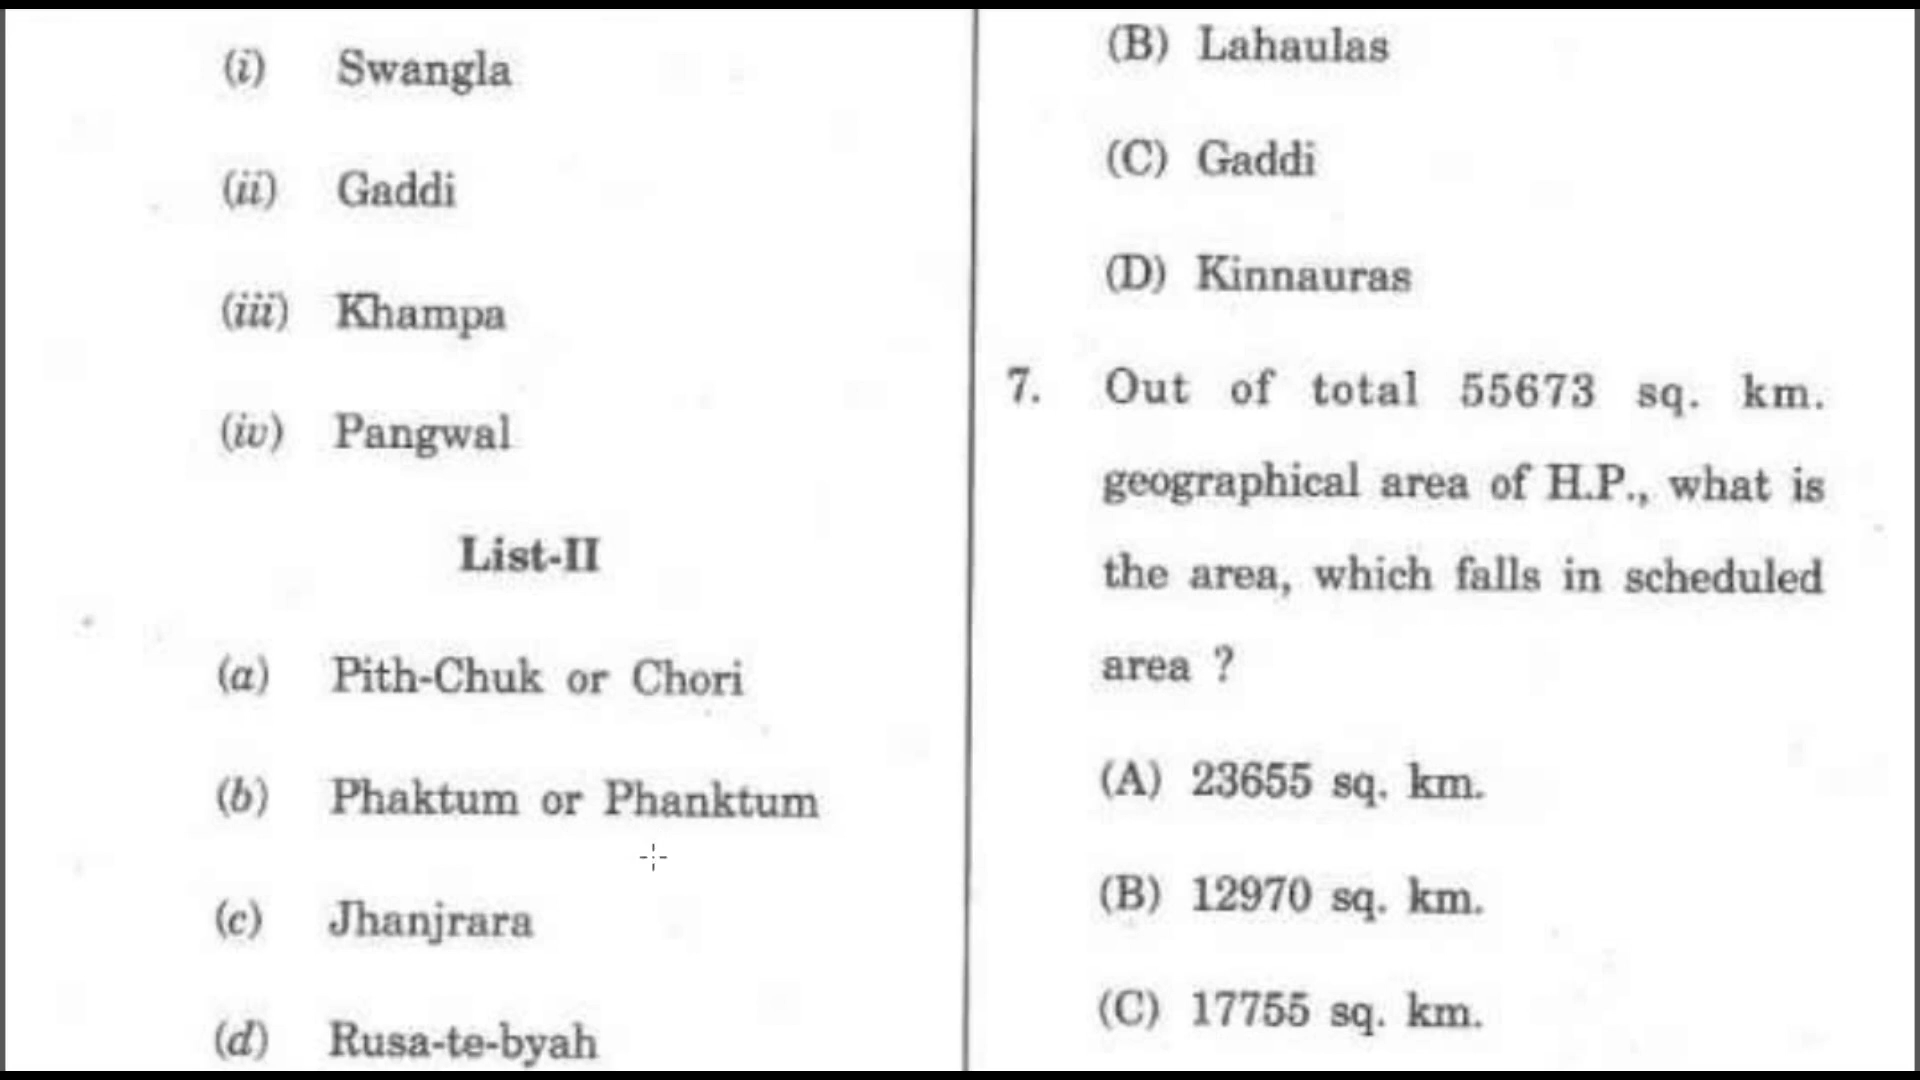 (i) Swangla
(ii) Gaddi
(iii) Khampa
(iv) Pangwal
List-II
(a) Pith-Chuk or Chori
(b) Phaktum or Phanktum
(c) Jhanjrara
(d) Rusa-te-byah
(B) Lahaulas
(C) Gaddi
(D) Kinnauras
7. Out of total 55673 sq. km.
geographical area of H.P., what is
the area, which falls in scheduled
area ?
(A) 23655 sq. km.
(B) 12970 sq. km.
(C) 17755 sq. km.